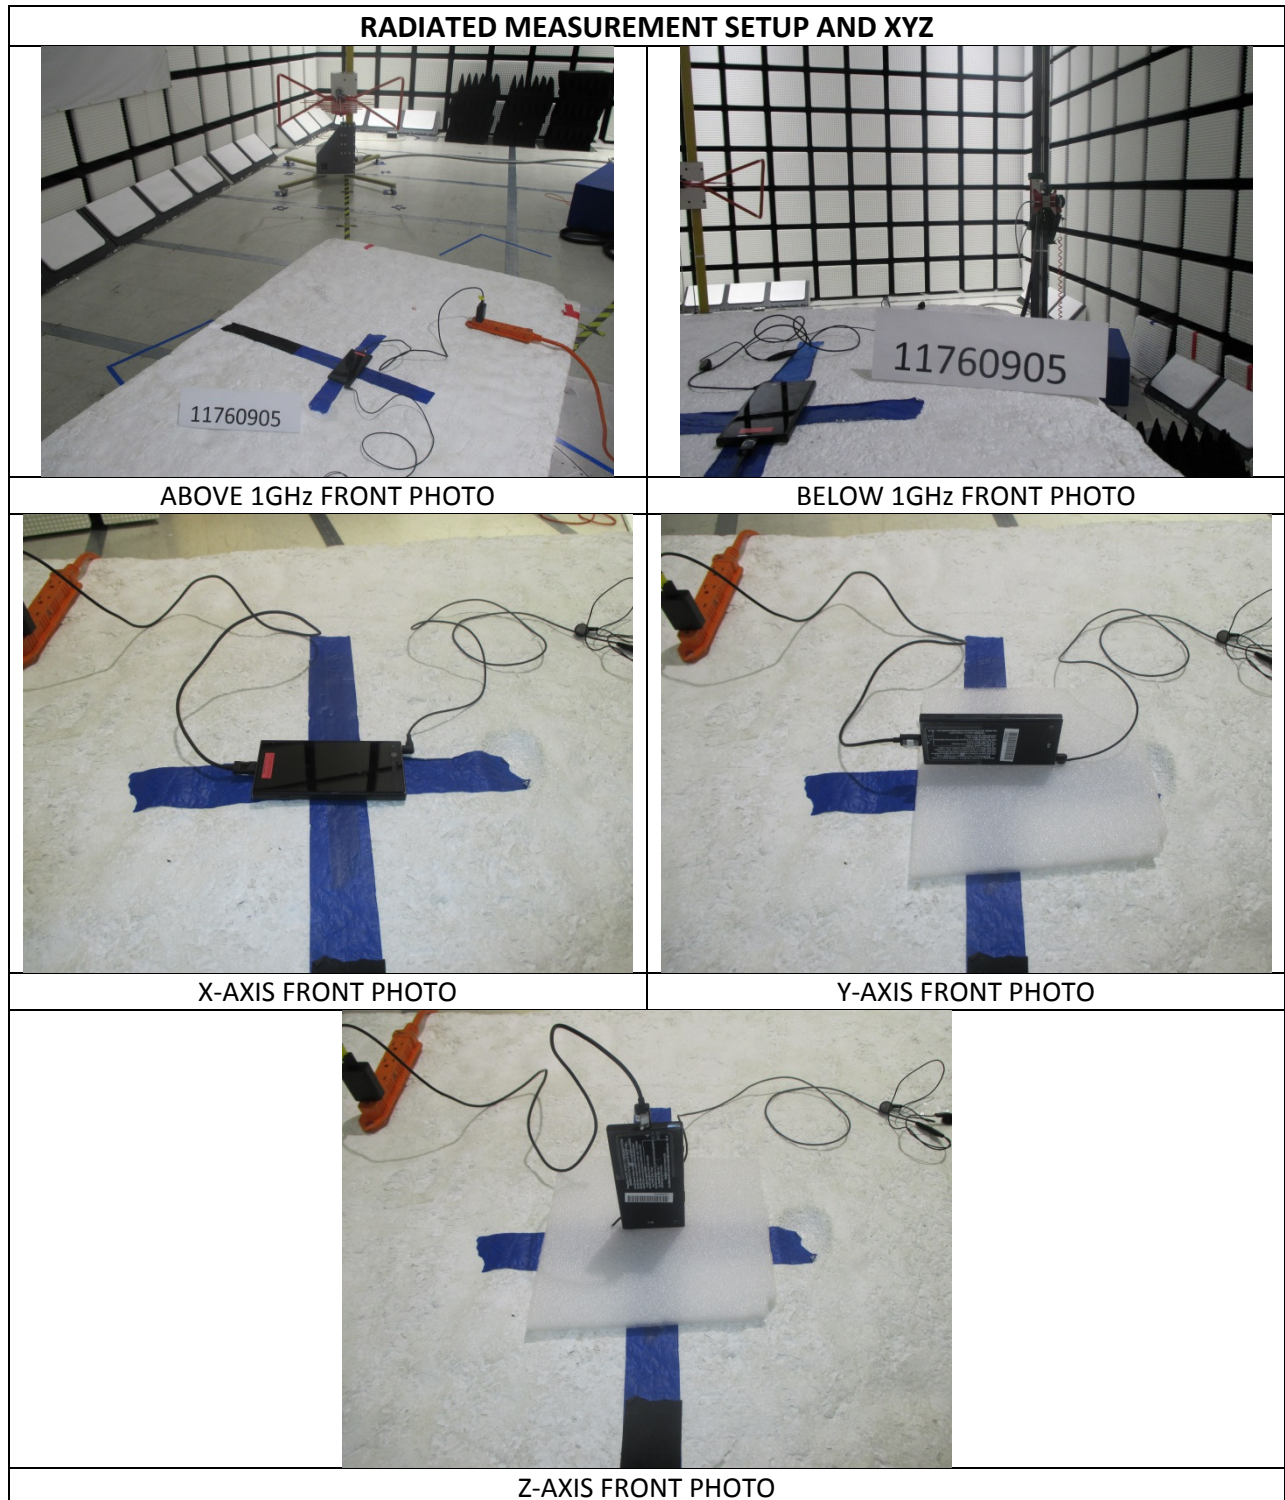 RADIATED MEASUREMENT SETUP AND XYZ
11760905
11760905
ABOVE 1GHz FRONT PHOTO
BELOW 1GHz FRONT PHOTO
X-AXIS FRONT PHOTO
Y-AXIS FRONT PHOTO
Z-AXIS FRONT PHOTO